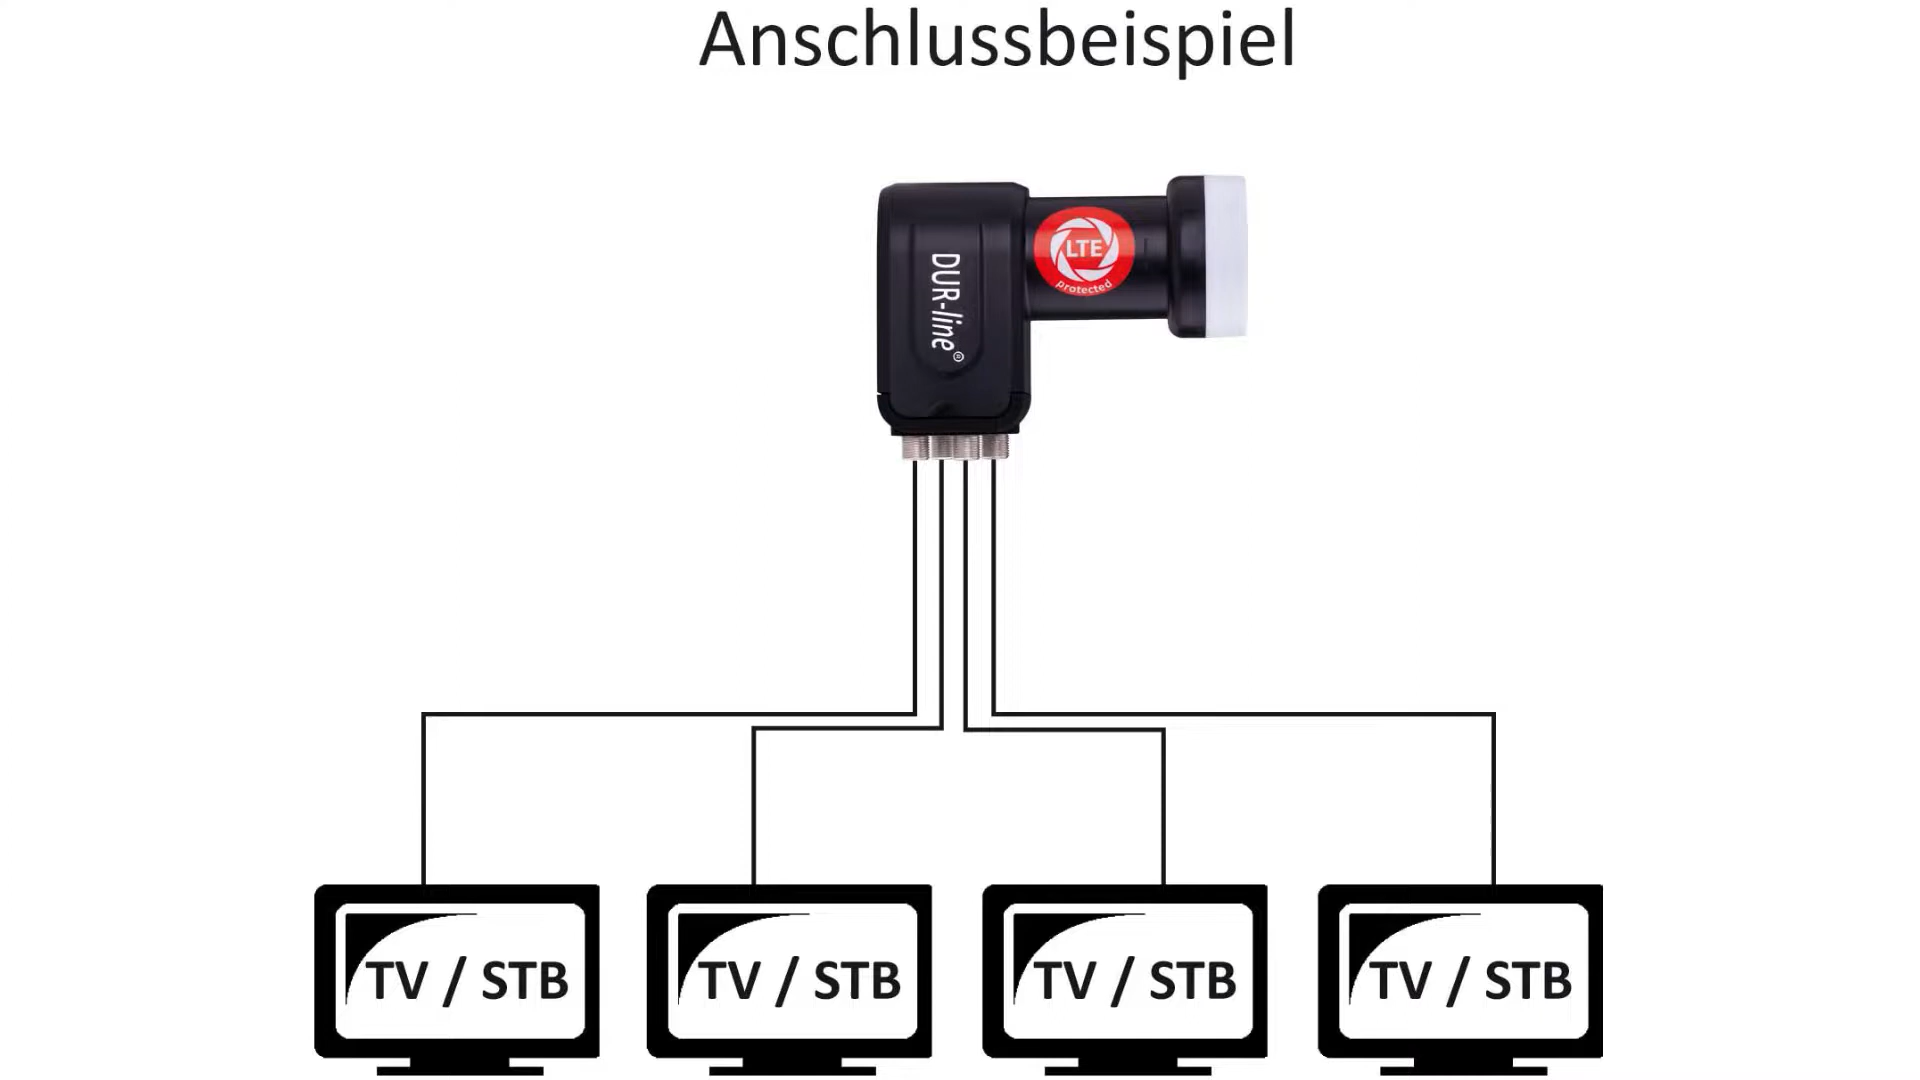 Anschlussbeispiel
LTE
protected
DUR-line®
TV / STB
TV / STB
TV / STB
TV / STB